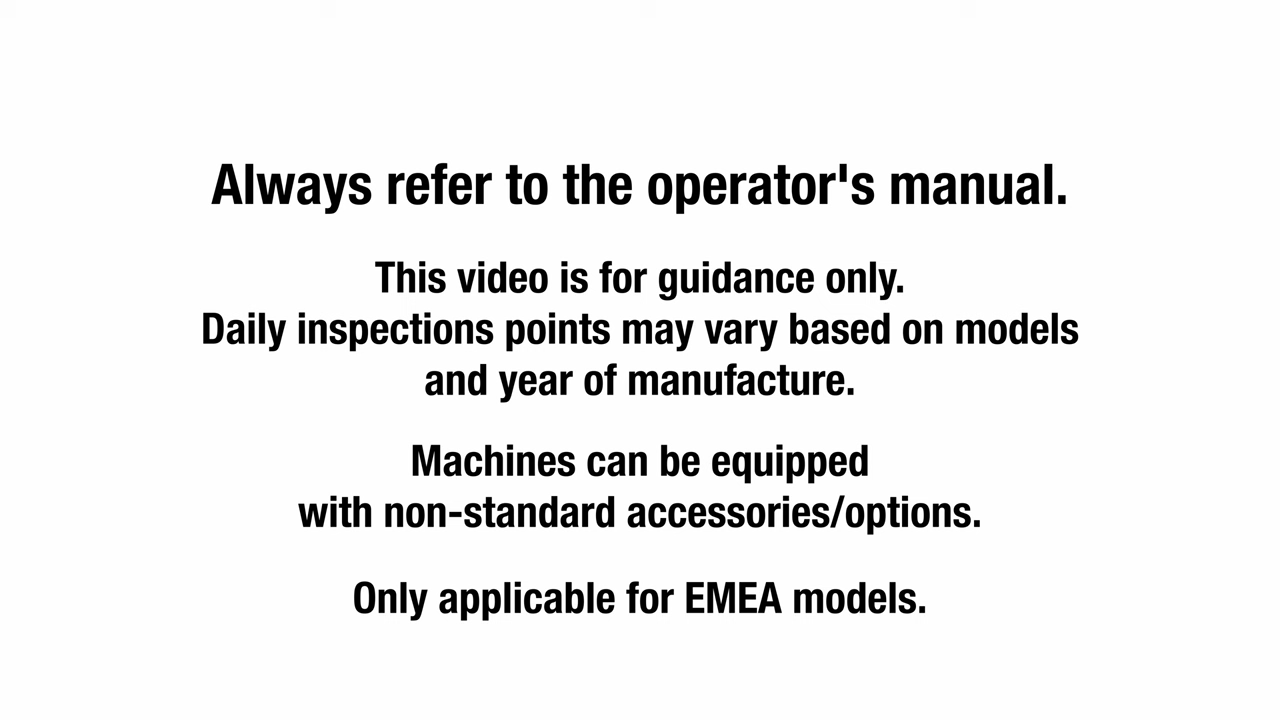 Always refer to the operator's manual.
This video is for guidance only.
Daily inspections points may vary based on models
and year of manufacture.
Machines can be equipped
with non-standard accessories/options.
Only applicable for EMEA models.